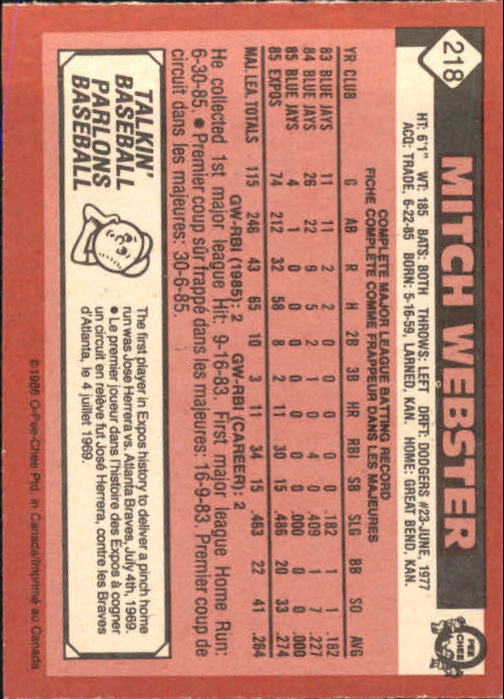 218
MITCH WEBSTER
O-PEE-CHEE
HT: 6'1" WT: 185 BATS: BOTH THROWS: LEFT DRFT: DODGERS #23-JUNE, 1977
ACQ: TRADE, 6-22-85 BORN: 5-16-59, LARNED, KAN. HOME: GREAT BEND, KAN.
COMPLETE MAJOR LEAGUE BATTING RECORD
FICHE COMPLÈTE COMME FRAPPEUR DANS LES MAJEURES
YR CLUB G AB R H 2B 3B HR RBI SB SLG BB SO AVG
83 BLUE JAYS 11 11 2 2 0 0 0 0 0 .182 1 1 .182
84 BLUE JAYS 26 22 9 5 2 1 0 4 0 .409 1 7 .227
85 BLUE JAYS 4 1 0 0 0 0 0 0 0 .000 0 0 .000
85 EXPOS 74 212 32 58 8 2 11 30 15 .486 20 33 .274
MAJ. LEA. TOTALS 115 246 43 65 10 3 11 34 15 .463 22 41 .264
GW-RBI (1985): 2 GW-RBI (CAREER): 2
He collected 1st major league Hit: 9-16-83. First major league Home Run:
6-30-85. ● Premier coup sûr frappé dans les majeures: 16-9-83. Premier coup de
circuit dans les majeures: 30-6-85.
TALKIN'
BASEBALL
PARLONS
BASEBALL
The first player in Expos history to deliver a pinch home
run was Jose Herrera vs. Atlanta Braves, July 4th, 1969.
● Le premier joueur dans l'histoire des Expos à cogner
un circuit en relève fut José Herrera, contre les Braves
d'Atlanta, le 4 juillet 1969.
© 1986 O-Pee-Chee Ptd. in Canada/Imprimé au Canada